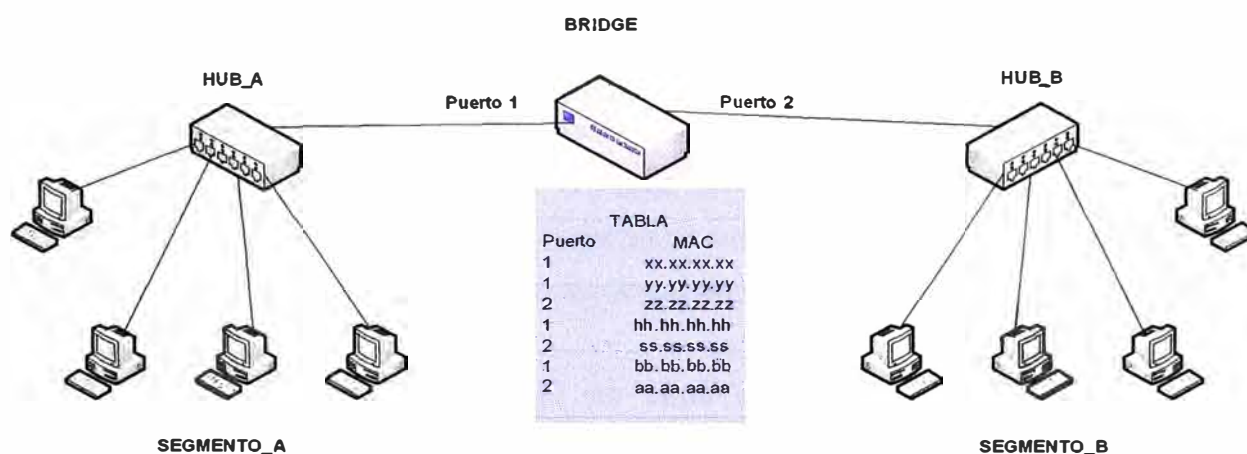 BRIDGE
HUB_A
HUB_B
Puerto 1
Puerto 2
TABLA
Puerto MAC
1 xx.xx.xx.xx
1 yy.yy.yy.yy
2 zz.zz.zz.zz
1 hh.hh.hh.hh
2 ss.ss.ss.ss
1 bb.bb.bb.bb
2 aa.aa.aa.aa
SEGMENTO_A
SEGMENTO_B